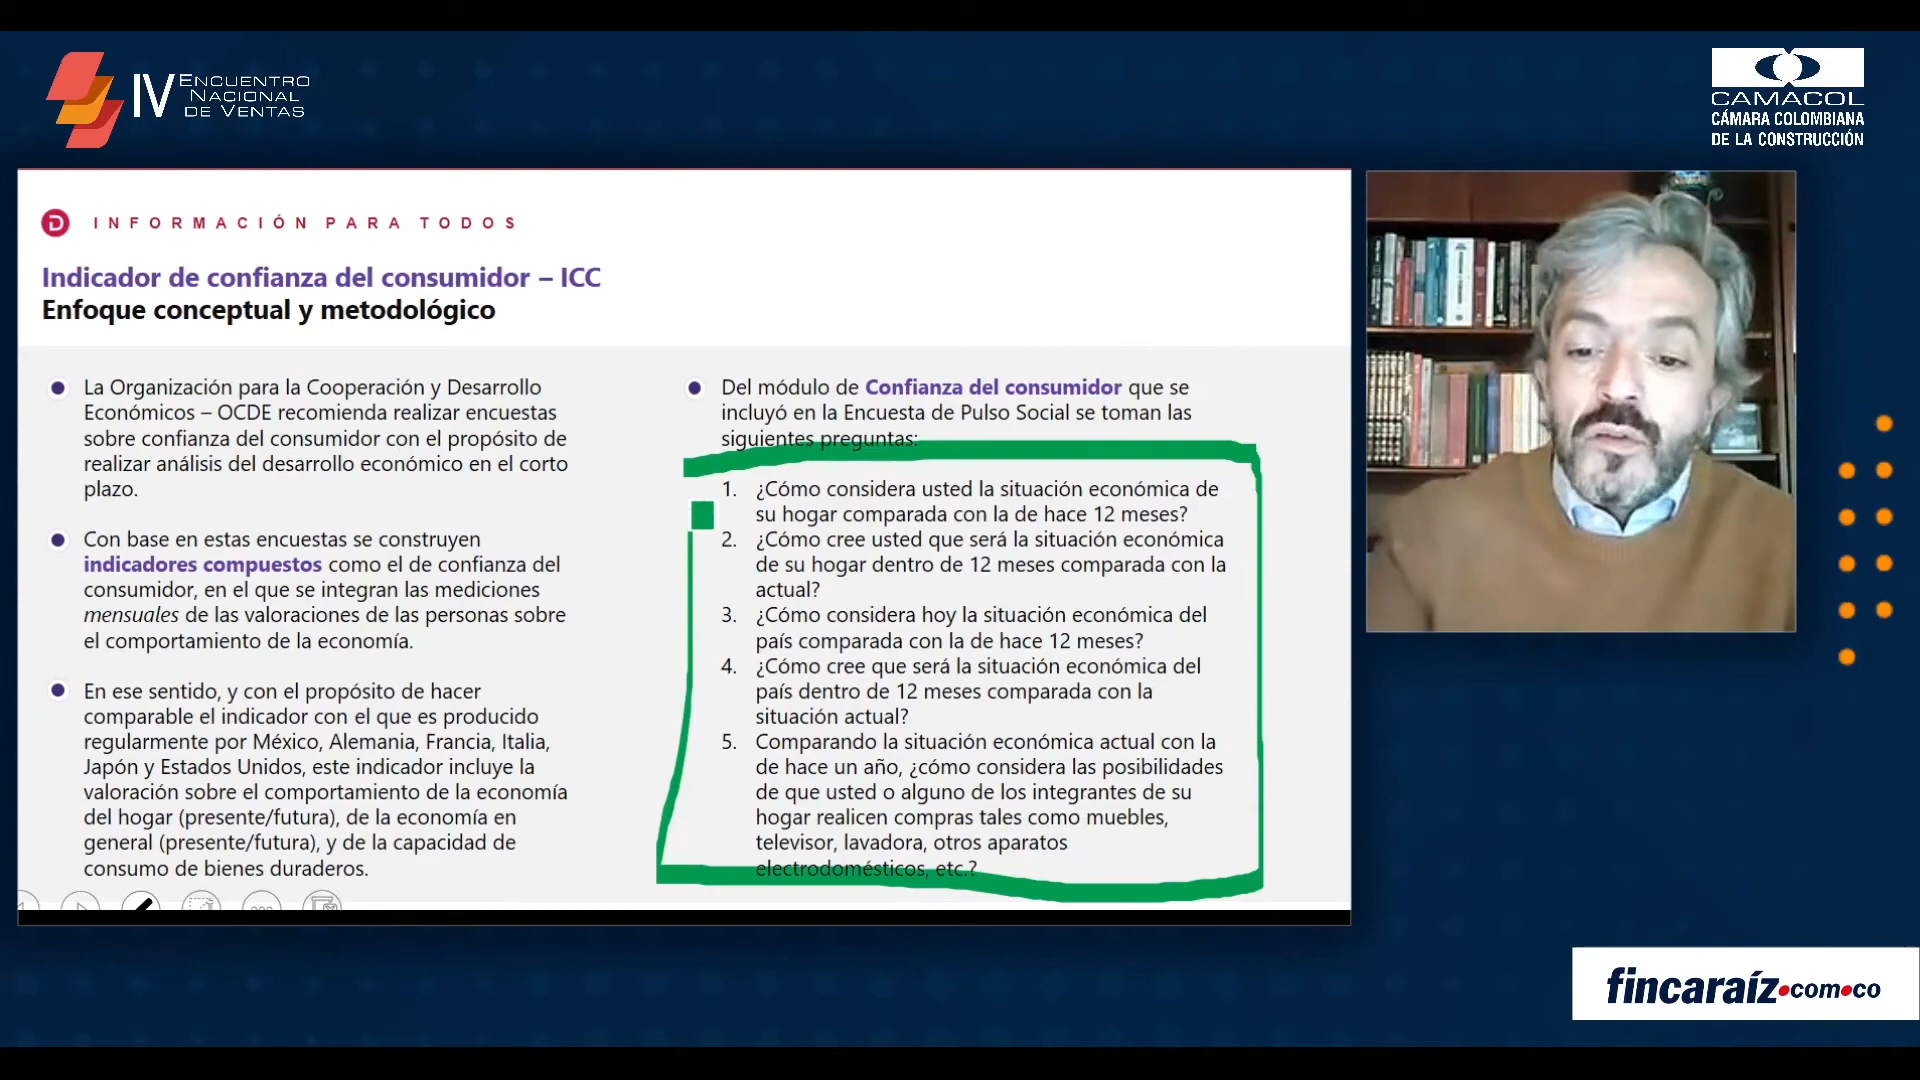 IV ENCUENTRO
NACIONAL
DE VENTAS
CAMACOL
CÁMARA COLOMBIANA
DE LA CONSTRUCCIÓN
D INFORMACIÓN PARA TODOS
Indicador de confianza del consumidor – ICC
Enfoque conceptual y metodológico
La Organización para la Cooperación y Desarrollo
Económicos – OCDE recomienda realizar encuestas
sobre confianza del consumidor con el propósito de
realizar análisis del desarrollo económico en el corto
plazo.
Con base en estas encuestas se construyen
indicadores compuestos como el de confianza del
consumidor, en el que se integran las mediciones
mensuales de las valoraciones de las personas sobre
el comportamiento de la economía.
En ese sentido, y con el propósito de hacer
comparable el indicador con el que es producido
regularmente por México, Alemania, Francia, Italia,
Japón y Estados Unidos, este indicador incluye la
valoración sobre el comportamiento de la economía
del hogar (presente/futura), de la economía en
general (presente/futura), y de la capacidad de
consumo de bienes duraderos.
Del módulo de Confianza del consumidor que se
incluyó en la Encuesta de Pulso Social se toman las
siguientes preguntas:
1. ¿Cómo considera usted la situación económica de
su hogar comparada con la de hace 12 meses?
2. ¿Cómo cree usted que será la situación económica
de su hogar dentro de 12 meses comparada con la
actual?
3. ¿Cómo considera hoy la situación económica del
país comparada con la de hace 12 meses?
4. ¿Cómo cree que será la situación económica del
país dentro de 12 meses comparada con la
situación actual?
5. Comparando la situación económica actual con la
de hace un año, ¿cómo considera las posibilidades
de que usted o alguno de los integrantes de su
hogar realicen compras tales como muebles,
televisor, lavadora, otros aparatos
electrodomésticos, etc.?
fincaraíz•com•co